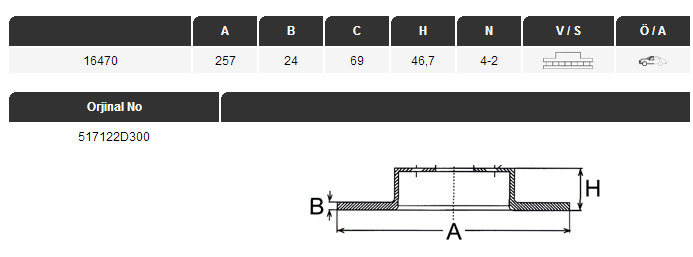 A B C H N V / S Ö / A
16470 257 24 69 46,7 4-2
Orjinal No
517122D300
B
H
A